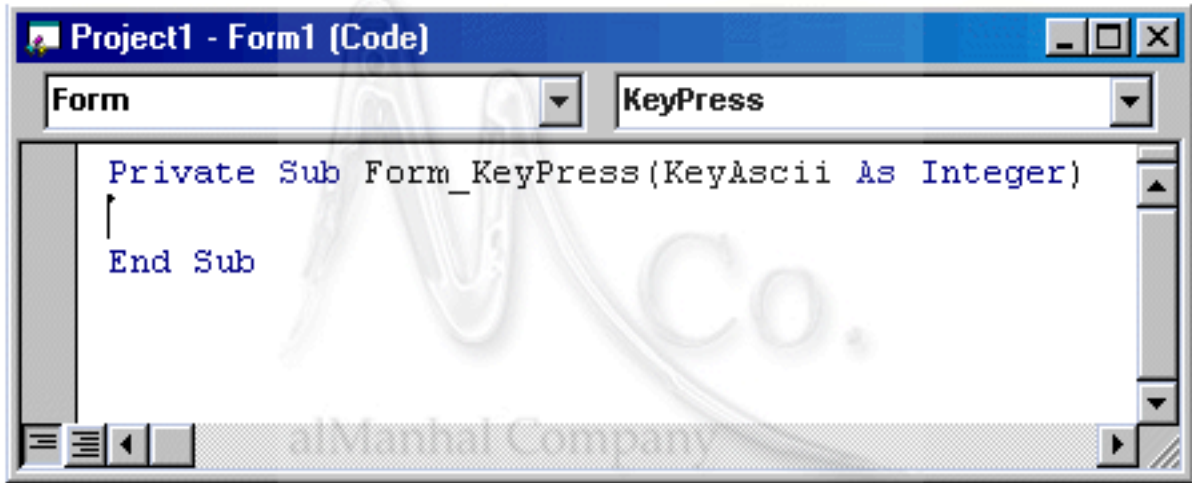 Project1 - Form1 (Code)
Form
KeyPress
Private Sub Form_KeyPress(KeyAscii As Integer)
End Sub
Co.
alManhal Company